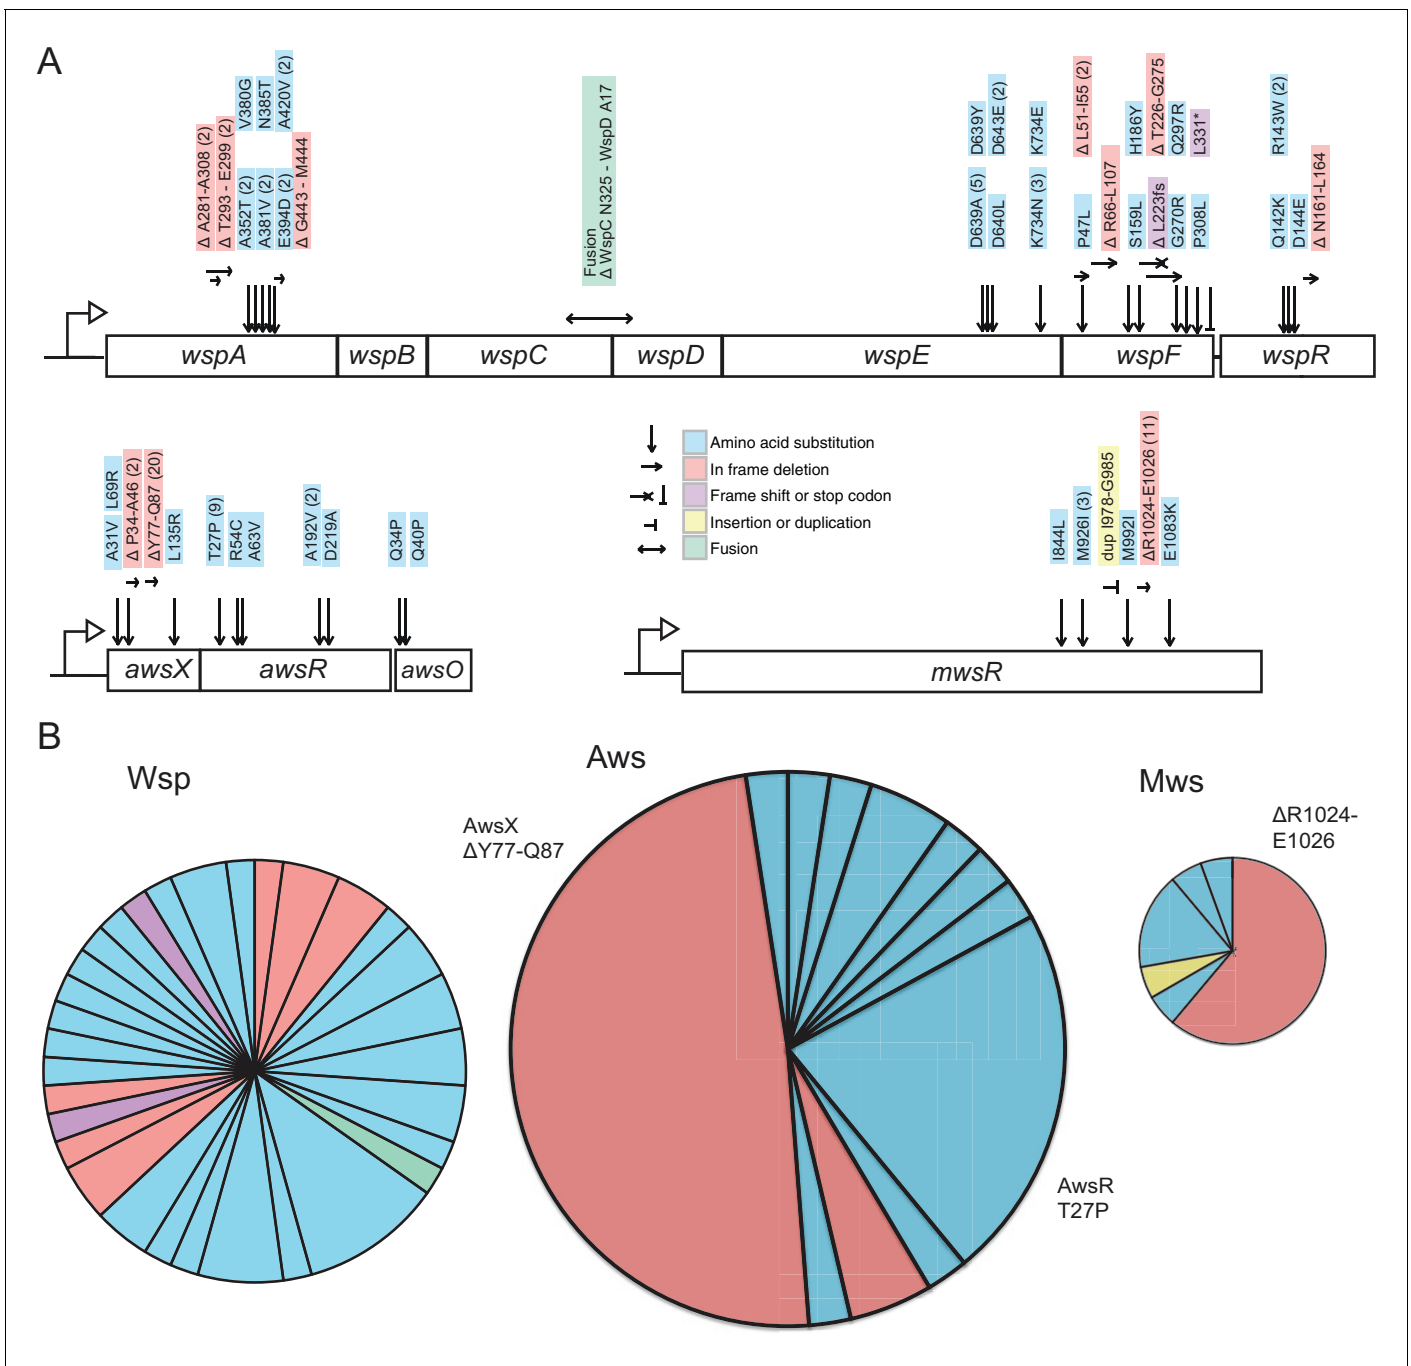 A
Δ A281-A308 (2)
Δ T293 - E299 (2)
V380G
A352T (2)
N385T
A381V (2)
A420V (2)
E394D (2)
Δ G443 - M444
Fusion
Δ WspC N325 - WspD A17
D639Y
D639A (5)
D643E (2)
D640L
K734E
K734N (3)
Δ L51-I55 (2)
P47L
Δ R66-L107
H186Y
S159L
Δ T226-G275
Δ L223fs
Q297R
G270R
L331*
P308L
R143W (2)
Q142K
D144E
Δ N161-L164
wspA
wspB
wspC
wspD
wspE
wspF
wspR
A31V
L69R
Δ P34-A46 (2)
ΔY77-Q87 (20)
L135R
T27P (9)
R54C
A63V
A192V (2)
D219A
Q34P
Q40P
awsX
awsR
awsO
Amino acid substitution
In frame deletion
Frame shift or stop codon
Insertion or duplication
Fusion
I844L
M926I (3)
dup I978-G985
M992I
ΔR1024-E1026 (11)
E1083K
mwsR
B
Wsp
Aws
Mws
AwsX
ΔY77-Q87
AwsR
T27P
ΔR1024-
E1026